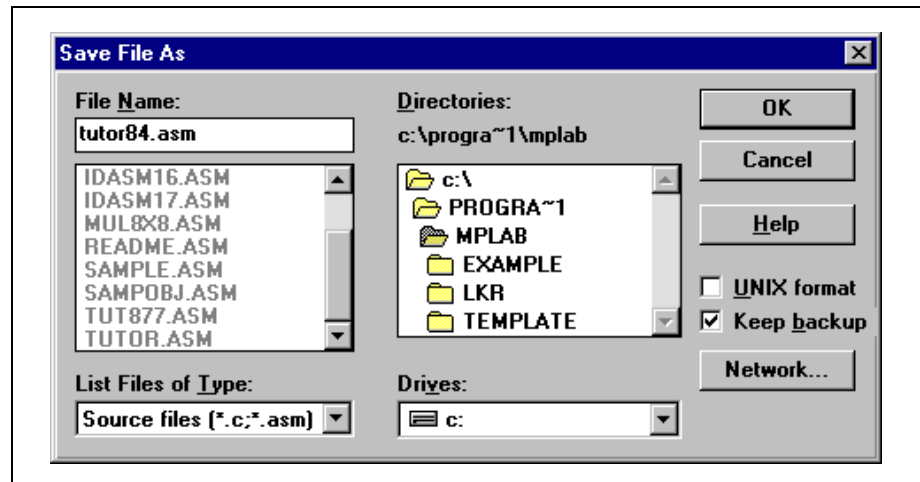 Save File As
File Name:
tutor84.asm
IDASM16.ASM
IDASM17.ASM
MUL8X8.ASM
README.ASM
SAMPLE.ASM
SAMPOBJ.ASM
TUT877.ASM
TUTOR.ASM
List Files of Type:
Source files (*.c;*.asm)
Directories:
c:\progra~1\mplab
c:\
PROGRA~1
MPLAB
EXAMPLE
LKR
TEMPLATE
Drives:
c:
OK
Cancel
Help
UNIX format
Keep backup
Network...